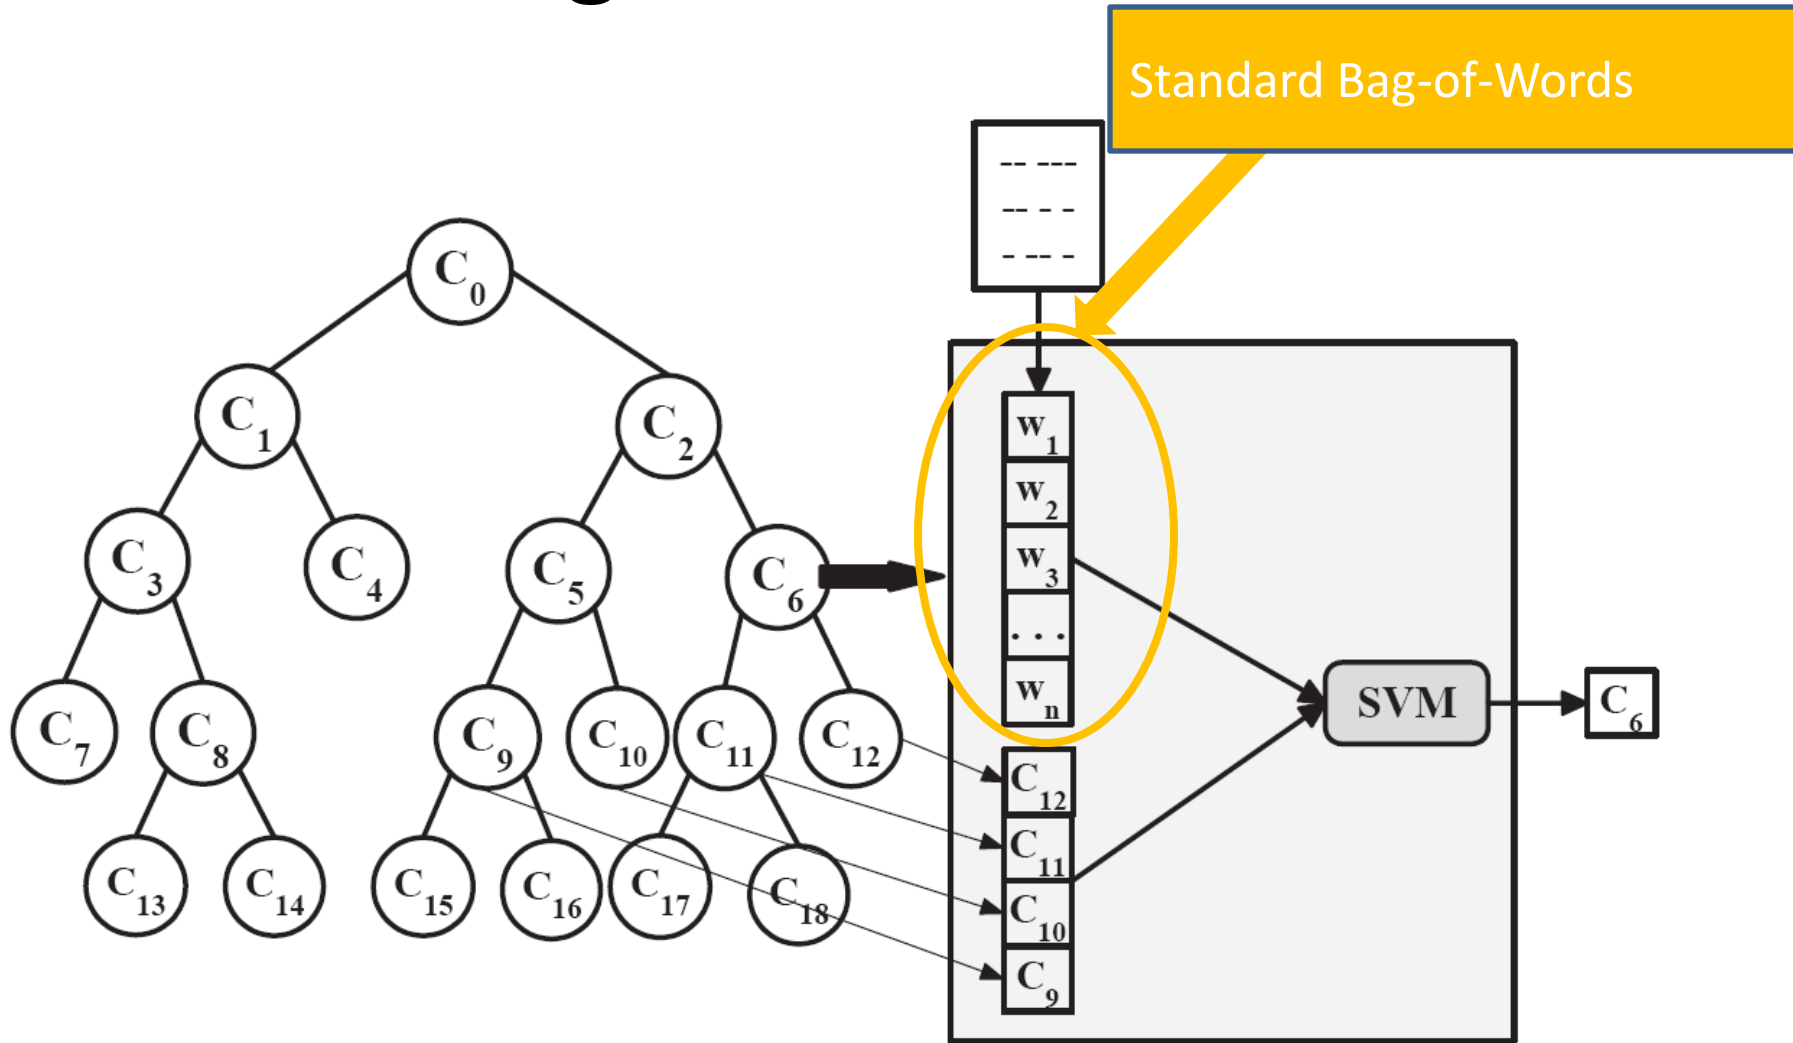 g
Standard Bag-of-Words
-- ---
-- - -
- -- -
C0
C1
C2
w1
w2
w3
. . .
wn
C3
C4
C5
C6
SVM
C6
C7
C8
C9
C10
C11
C12
C12
C11
C10
C9
C13
C14
C15
C16
C17
C18